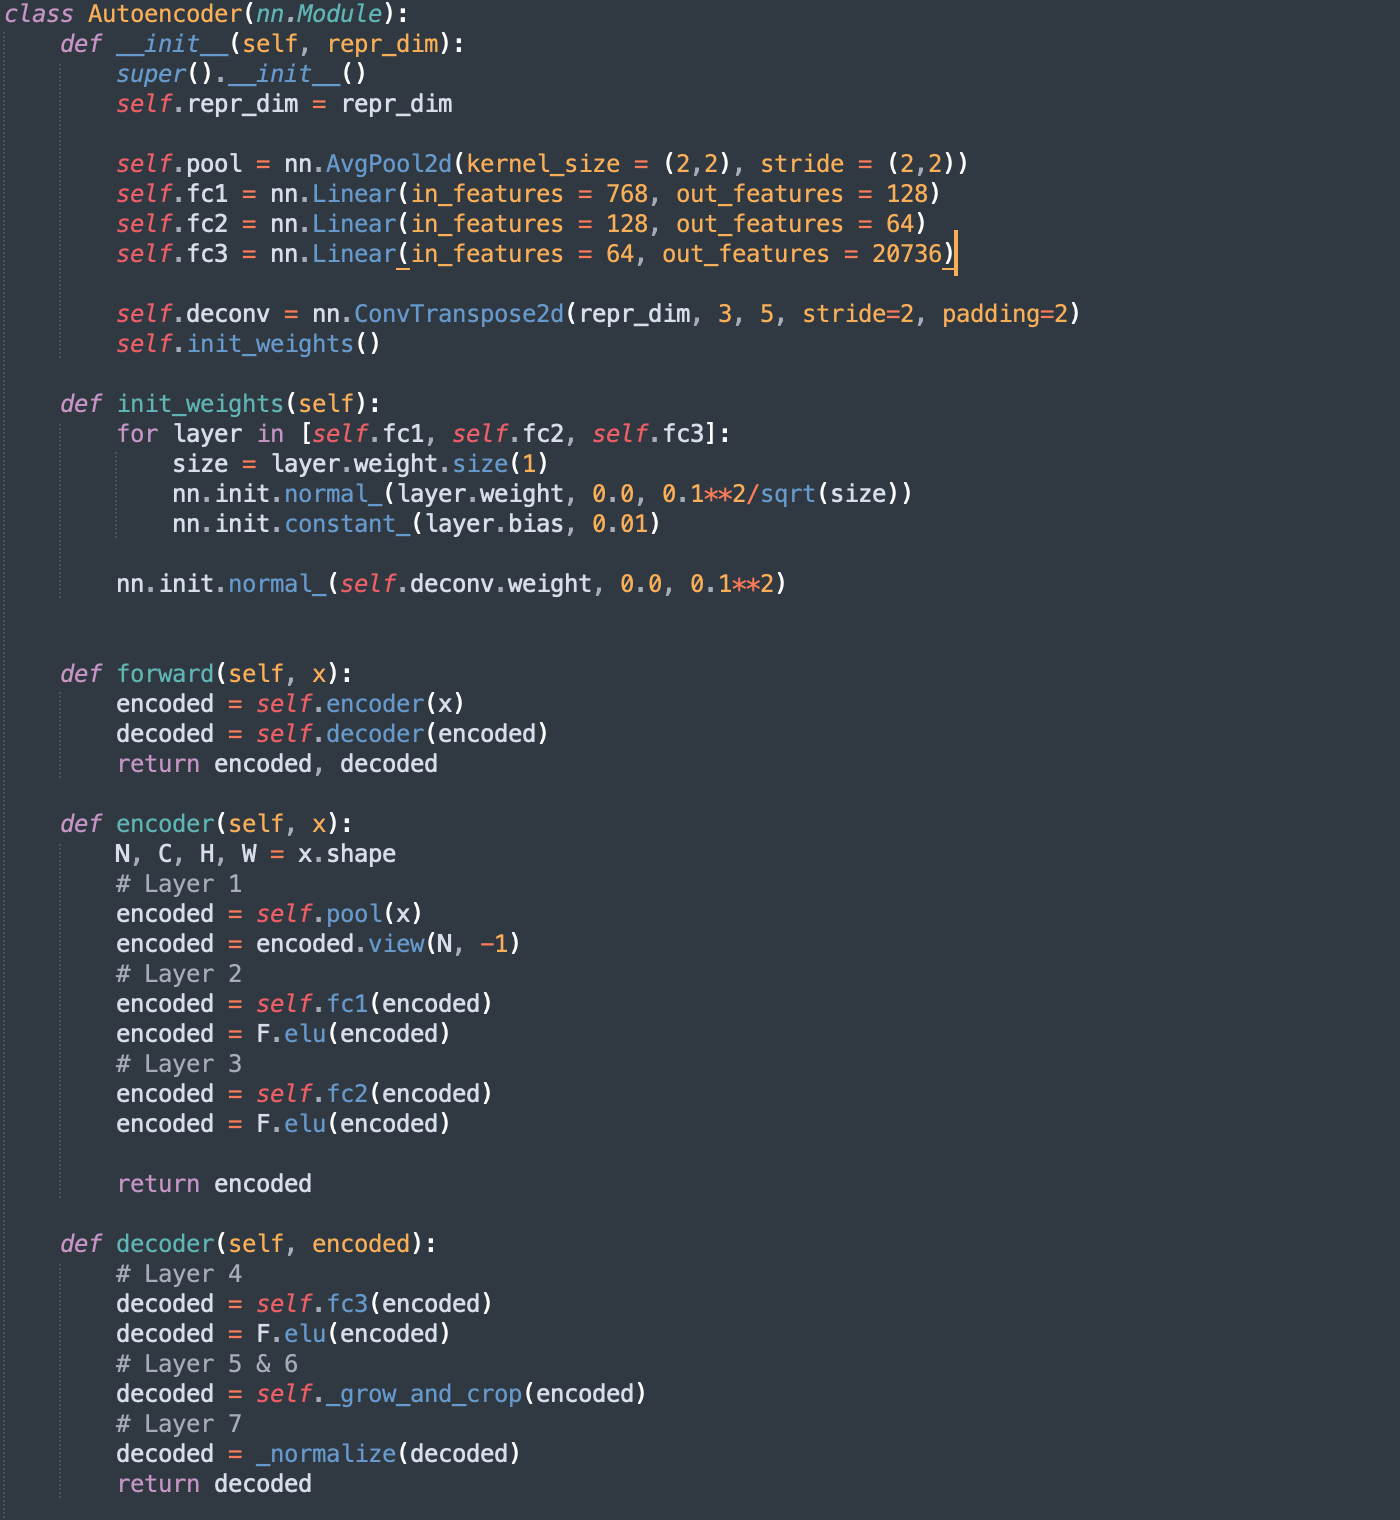 class Autoencoder(nn.Module):
    def __init__(self, repr_dim):
        super().__init__()
        self.repr_dim = repr_dim

        self.pool = nn.AvgPool2d(kernel_size = (2,2), stride = (2,2))
        self.fc1 = nn.Linear(in_features = 768, out_features = 128)
        self.fc2 = nn.Linear(in_features = 128, out_features = 64)
        self.fc3 = nn.Linear(in_features = 64, out_features = 20736)

        self.deconv = nn.ConvTranspose2d(repr_dim, 3, 5, stride=2, padding=2)
        self.init_weights()

    def init_weights(self):
        for layer in [self.fc1, self.fc2, self.fc3]:
            size = layer.weight.size(1)
            nn.init.normal_(layer.weight, 0.0, 0.1**2/sqrt(size))
            nn.init.constant_(layer.bias, 0.01)

        nn.init.normal_(self.deconv.weight, 0.0, 0.1**2)


    def forward(self, x):
        encoded = self.encoder(x)
        decoded = self.decoder(encoded)
        return encoded, decoded

    def encoder(self, x):
        N, C, H, W = x.shape
        # Layer 1
        encoded = self.pool(x)
        encoded = encoded.view(N, -1)
        # Layer 2
        encoded = self.fc1(encoded)
        encoded = F.elu(encoded)
        # Layer 3
        encoded = self.fc2(encoded)
        encoded = F.elu(encoded)

        return encoded

    def decoder(self, encoded):
        # Layer 4
        decoded = self.fc3(encoded)
        decoded = F.elu(encoded)
        # Layer 5 & 6
        decoded = self._grow_and_crop(encoded)
        # Layer 7
        decoded = _normalize(decoded)
        return decoded